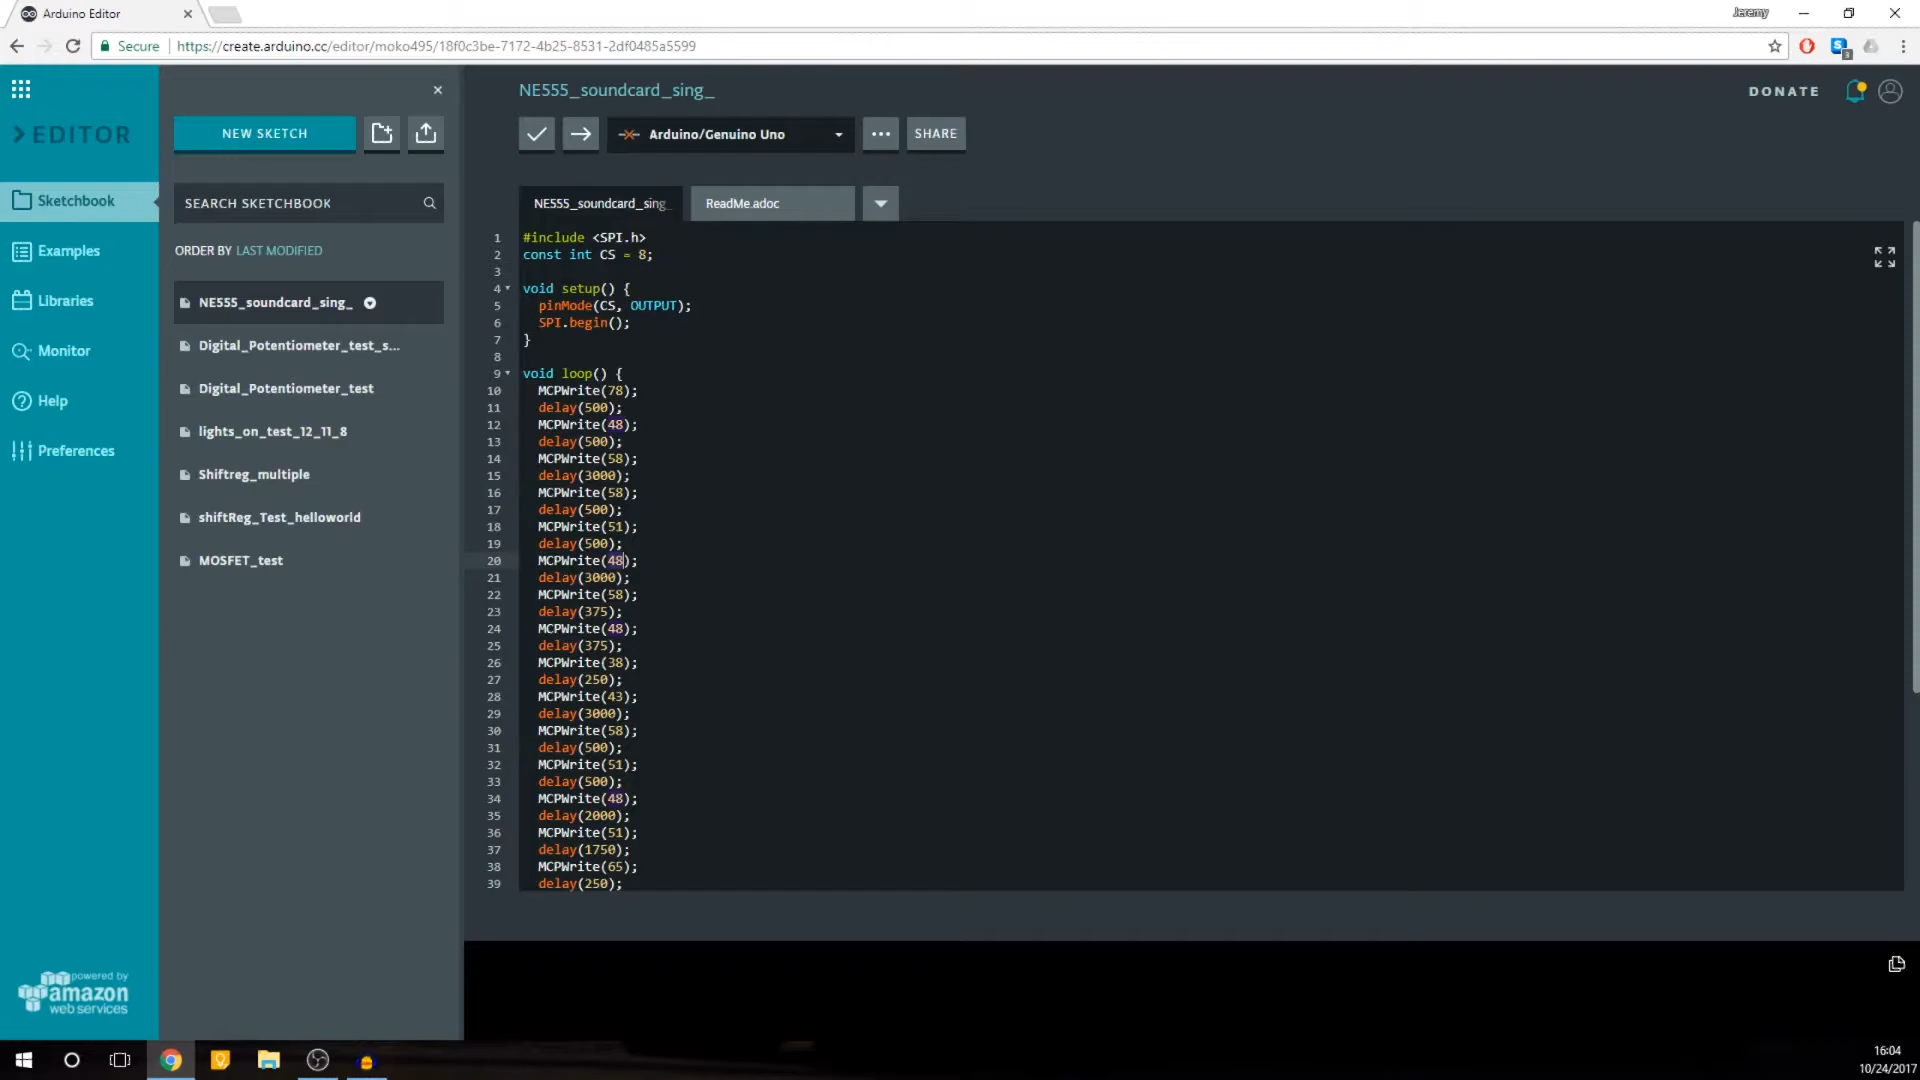 Arduino Editor
Jeremy
Secure
https://create.arduino.cc/editor/moko495/18f0c3be-7172-4b25-8531-2df0485a5599
NE555_soundcard_sing_
DONATE
> EDITOR
NEW SKETCH
Arduino/Genuino Uno
SHARE
Sketchbook
SEARCH SKETCHBOOK
NE555_soundcard_sing_
ReadMe.adoc
Examples
ORDER BY LAST MODIFIED
Libraries
NE555_soundcard_sing_
Monitor
Digital_Potentiometer_test_s...
Help
Digital_Potentiometer_test
Preferences
lights_on_test_12_11_8
Shiftreg_multiple
shiftReg_Test_helloworld
MOSFET_test
1 #include <SPI.h>
2 const int CS = 8;
3
4 void setup() {
5 pinMode(CS, OUTPUT);
6 SPI.begin();
7 }
8
9 void loop() {
10 MCPWrite(78);
11 delay(500);
12 MCPWrite(48);
13 delay(500);
14 MCPWrite(58);
15 delay(3000);
16 MCPWrite(58);
17 delay(500);
18 MCPWrite(51);
19 delay(500);
20 MCPWrite(48);
21 delay(3000);
22 MCPWrite(58);
23 delay(375);
24 MCPWrite(48);
25 delay(375);
26 MCPWrite(38);
27 delay(250);
28 MCPWrite(43);
29 delay(3000);
30 MCPWrite(58);
31 delay(500);
32 MCPWrite(51);
33 delay(500);
34 MCPWrite(48);
35 delay(2000);
36 MCPWrite(51);
37 delay(1750);
38 MCPWrite(65);
39 delay(250);
powered by
amazon
web services
16:04
10/24/2017